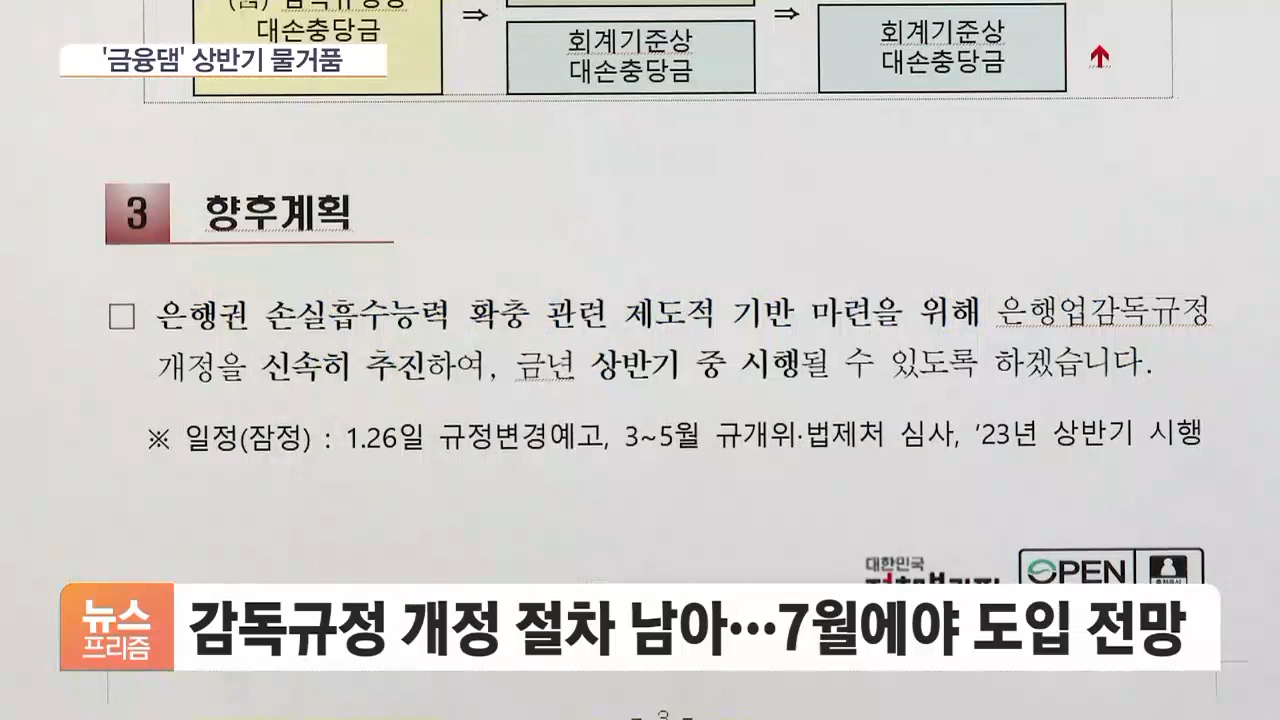 대손충당금
'금융댐' 상반기 물거품
⇒
회계기준상
대손충당금
⇒
회계기준상
대손충당금
3 향후계획
□ 은행권 손실흡수능력 확충 관련 제도적 기반 마련을 위해 은행업감독규정
개정을 신속히 추진하여, 금년 상반기 중 시행될 수 있도록 하겠습니다.
※ 일정(잠정) : 1.26일 규정변경예고, 3~5월 규개위·법제처 심사, '23년 상반기 시행
대한민국
OPEN
뉴스
프리즘
감독규정 개정 절차 남아…7월에야 도입 전망
- 3 -